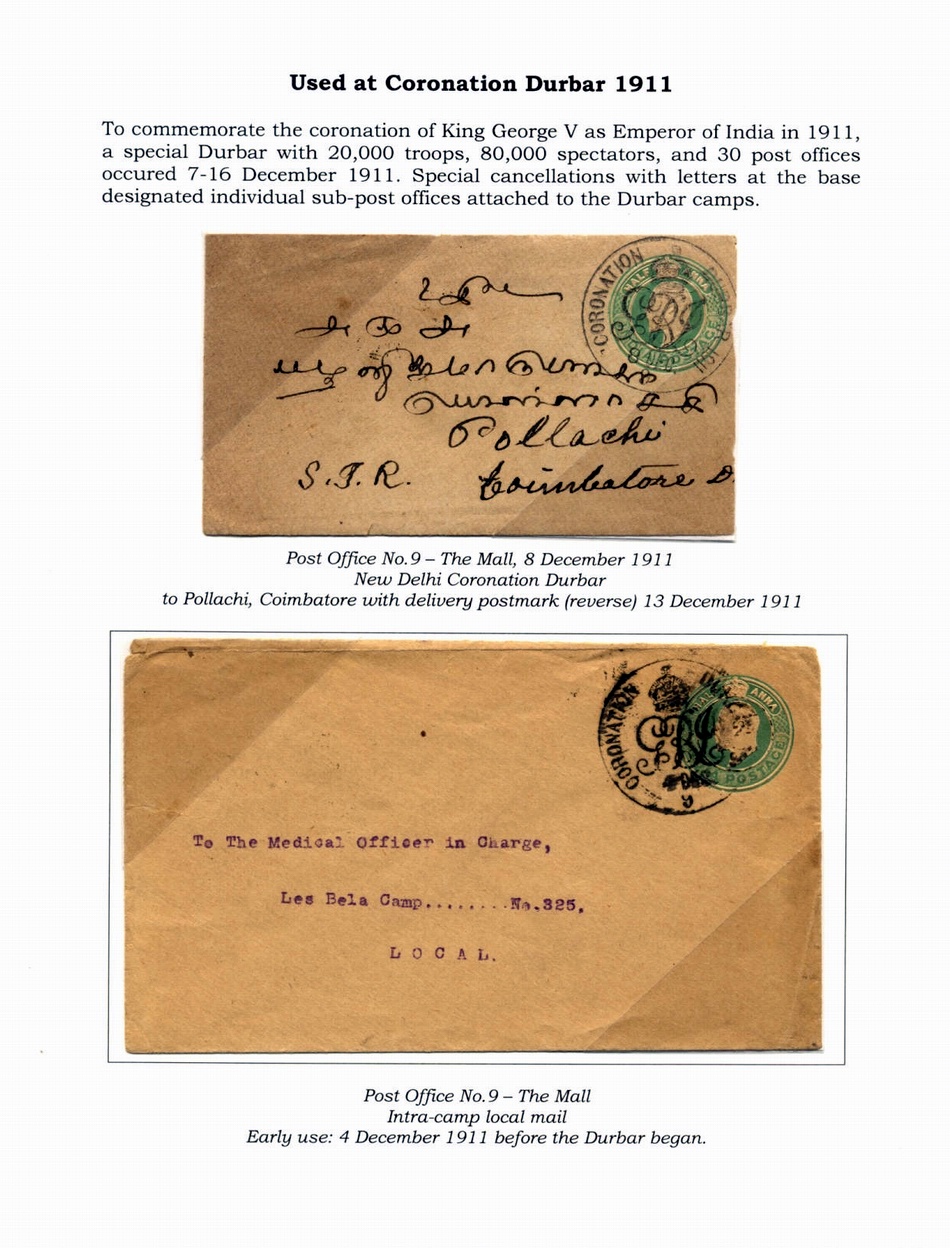 Used at Coronation Durbar 1911
To commemorate the coronation of King George V as Emperor of India in 1911,
a special Durbar with 20,000 troops, 80,000 spectators, and 30 post offices
occured 7-16 December 1911. Special cancellations with letters at the base
designated individual sub-post offices attached to the Durbar camps.
CORONATION
HALF ANNA
POSTAGE
Pollachi
S.I.R. Coimbatore D.
Post Office No.9 – The Mall, 8 December 1911
New Delhi Coronation Durbar
to Pollachi, Coimbatore with delivery postmark (reverse) 13 December 1911
CORONATION
ANNA
POSTAGE
9
To The Medical Officer in Charge,
Les Bela Camp........No.325.
L O C A L.
Post Office No.9 – The Mall
Intra-camp local mail
Early use: 4 December 1911 before the Durbar began.